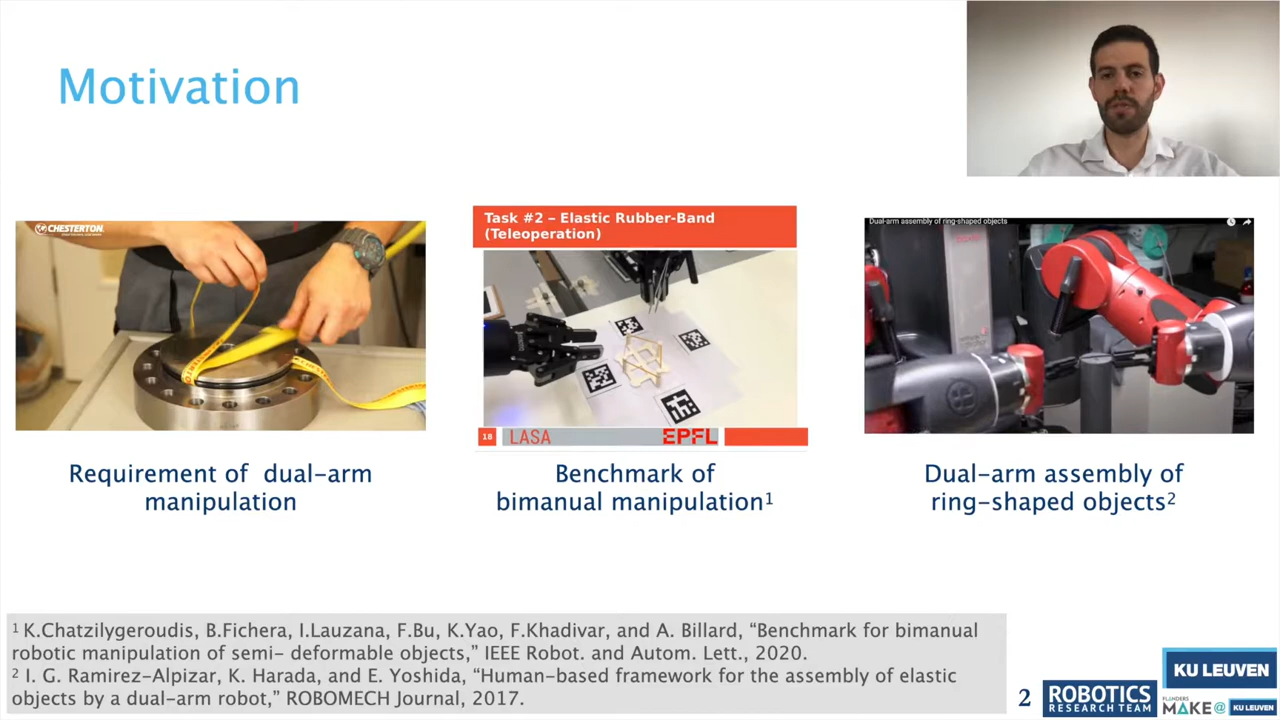 Motivation
CHESTERTON
Requirement of dual-arm
manipulation
Task #2 – Elastic Rubber-Band
(Teleoperation)
18 LASA EPFL
Benchmark of
bimanual manipulation¹
Dual-arm assembly of ring-shaped objects
Dual-arm assembly of
ring-shaped objects²
¹ K.Chatzilygeroudis, B.Fichera, I.Lauzana, F.Bu, K.Yao, F.Khadivar, and A. Billard, “Benchmark for bimanual
robotic manipulation of semi- deformable objects,” IEEE Robot. and Autom. Lett., 2020.
² I. G. Ramirez-Alpizar, K. Harada, and E. Yoshida, “Human-based framework for the assembly of elastic
objects by a dual-arm robot,” ROBOMECH Journal, 2017.
2
ROBOTICS
RESEARCH TEAM
KU LEUVEN
FLANDERS
MAKE@ KU LEUVEN